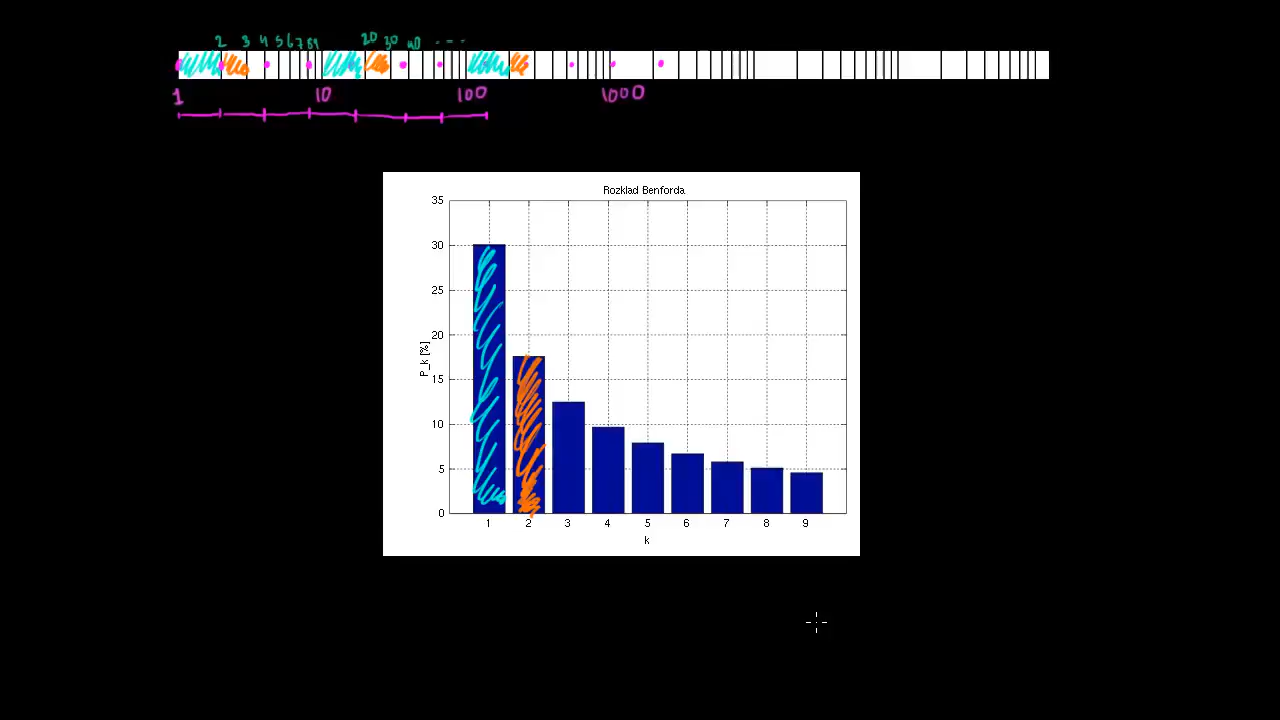 2 3 4 5 6 7 8 9 20 30 40 ...
1 10 100 1000
Rozklad Benforda
35
30
25
20
15
10
5
0
P_k [%]
1 2 3 4 5 6 7 8 9
k